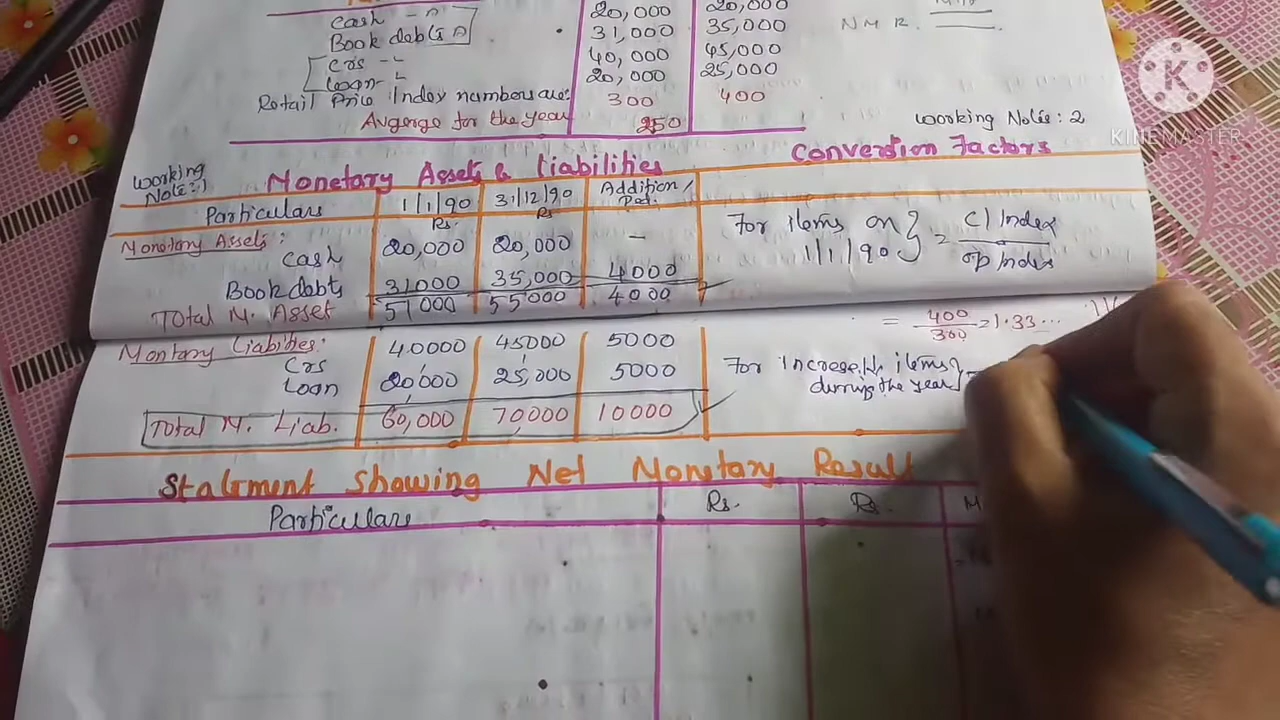 cash - A 20,000 20,000
Book debts A 31,000 35,000 N M R.
Crs - L 40,000 45,000
Loan - L 20,000 25,000
Retail Price Index numbers are: 300 400
Avgerge for the year 250
K
KINEMASTER
Working Note: 2
Working Note: 1 Monetary Assets & Liabilities Conversion Factors
Particulars 1/1/90 Rs. 31/12/90 Rs Addition/Ded.
Monetary Assets:
Cash 20,000 20,000 -
Book debts 31000 35,000 4000
Total M. Asset 51000 55000 4000
For items on 1/1/90 } = Cl Index / Op Index
= 400/300 = 1.33...
Montary Liabities:
Crs 40000 45000 5000
Loan 20,000 25,000 5000
Total M. Liab. 60,000 70000 10000
For Increase in items during the year } =
Statement showing Net Monetary Result
Particulars Rs. Rs.